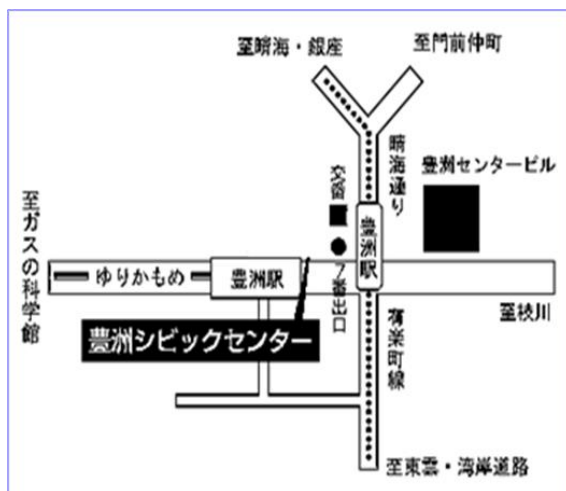 至晴海・銀座
至門前仲町
晴海通り
豊洲センタービル
交番
豊洲駅
至ガスの科学館
ゆりかもめ
豊洲駅
7番出口
至枝川
豊洲シビックセンター
有楽町線
至東雲・湾岸道路